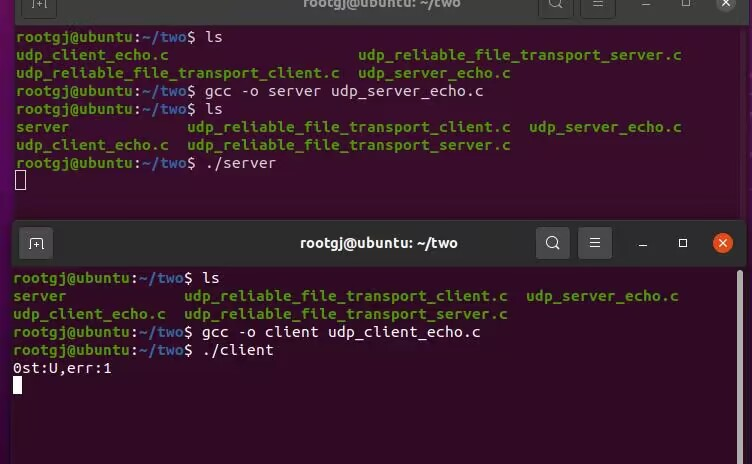 rootgj@ubuntu: ~/two
rootgj@ubuntu:~/two$ ls
udp_client_echo.c udp_reliable_file_transport_server.c
udp_reliable_file_transport_client.c udp_server_echo.c
rootgj@ubuntu:~/two$ gcc -o server udp_server_echo.c
rootgj@ubuntu:~/two$ ls
server udp_reliable_file_transport_client.c udp_server_echo.c
udp_client_echo.c udp_reliable_file_transport_server.c
rootgj@ubuntu:~/two$ ./server
rootgj@ubuntu: ~/two
rootgj@ubuntu:~/two$ ls
server udp_reliable_file_transport_client.c udp_server_echo.c
udp_client_echo.c udp_reliable_file_transport_server.c
rootgj@ubuntu:~/two$ gcc -o client udp_client_echo.c
rootgj@ubuntu:~/two$ ./client
0st:U,err:1